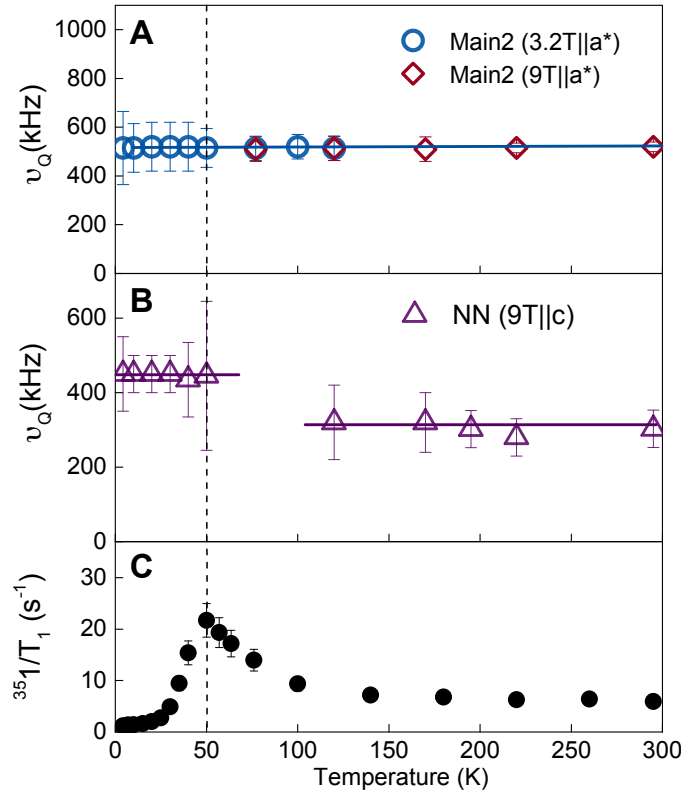 A
Main2 (3.2T||a*)
Main2 (9T||a*)
1000
800
600
400
200
0
υQ(kHz)
B
NN (9T||c)
600
400
200
0
υQ(kHz)
C
30
20
10
0
³⁵1/T₁ (s⁻¹)
0 50 100 150 200 250 300
Temperature (K)